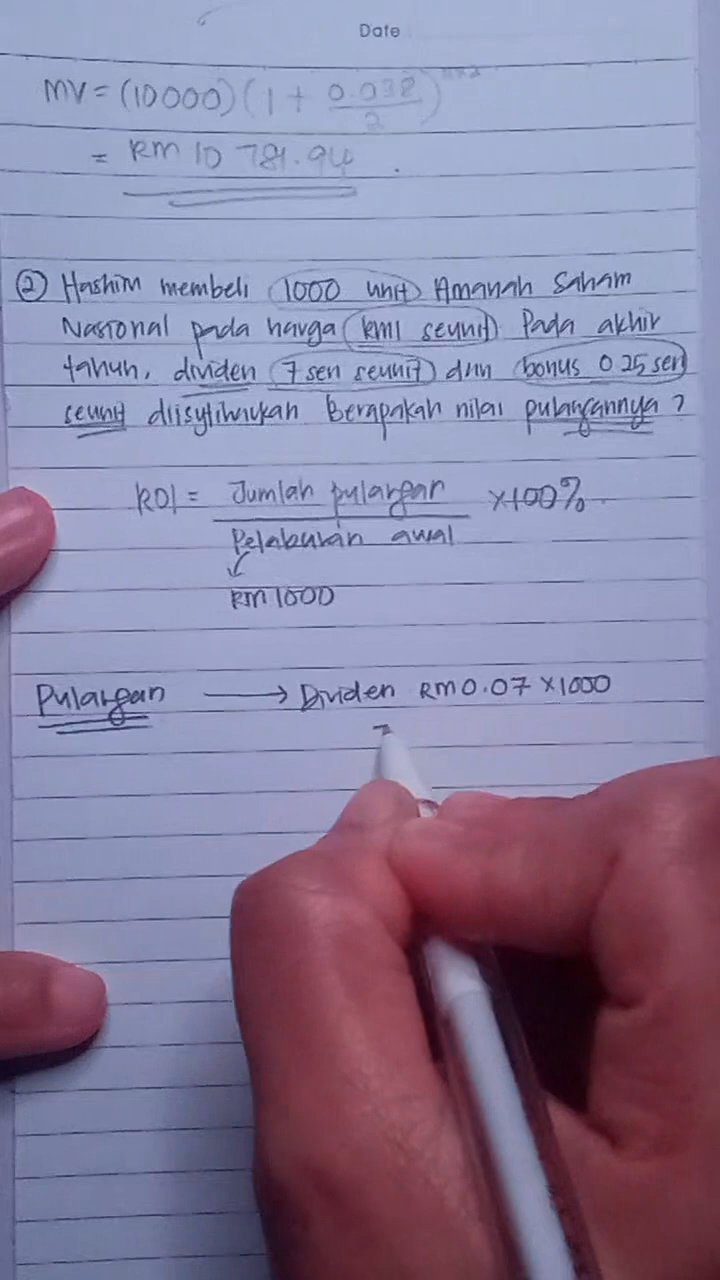 Date
MV = (10000)(1 + 0.038/2)
= RM 10 781.94.
② Hashim membeli 1000 unit Amanah Saham
Nasional pada harga RM1 seunit Pada akhir
tahun, dividen 7 sen seunit dan bonus 0.25 sen
seunit diisytiharkan Berapakah nilai pulangannya ?
ROI = Jumlah pulangan / Pelaburan awal ×100%
RM 1000
Pulangan → Dividen RM0.07 ×1000